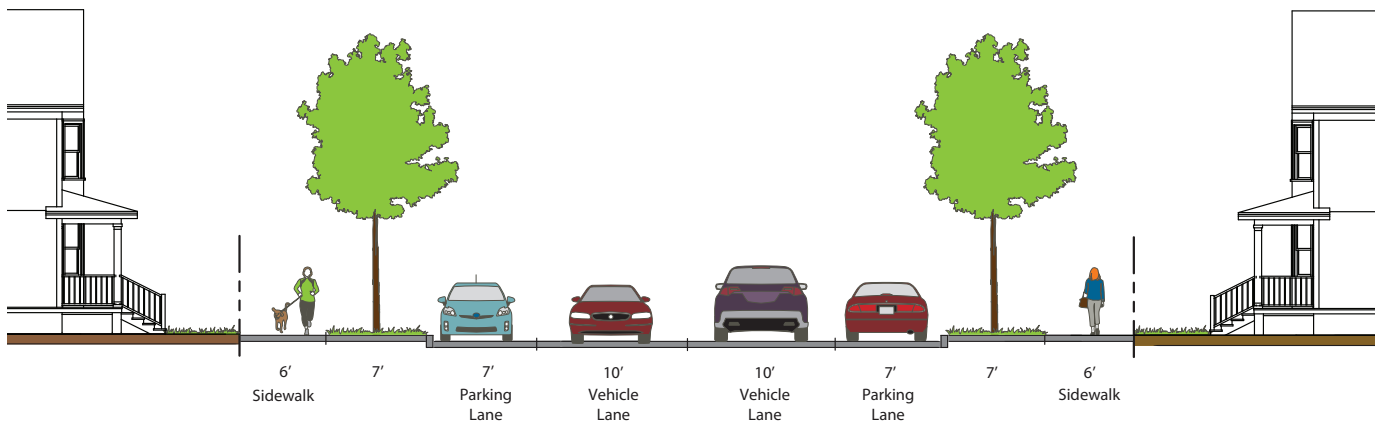 6’ 7’ 7’ 10’ 10’ 7’ 7’ 6’
Sidewalk Parking Vehicle Vehicle Parking Sidewalk
Lane Lane Lane Lane